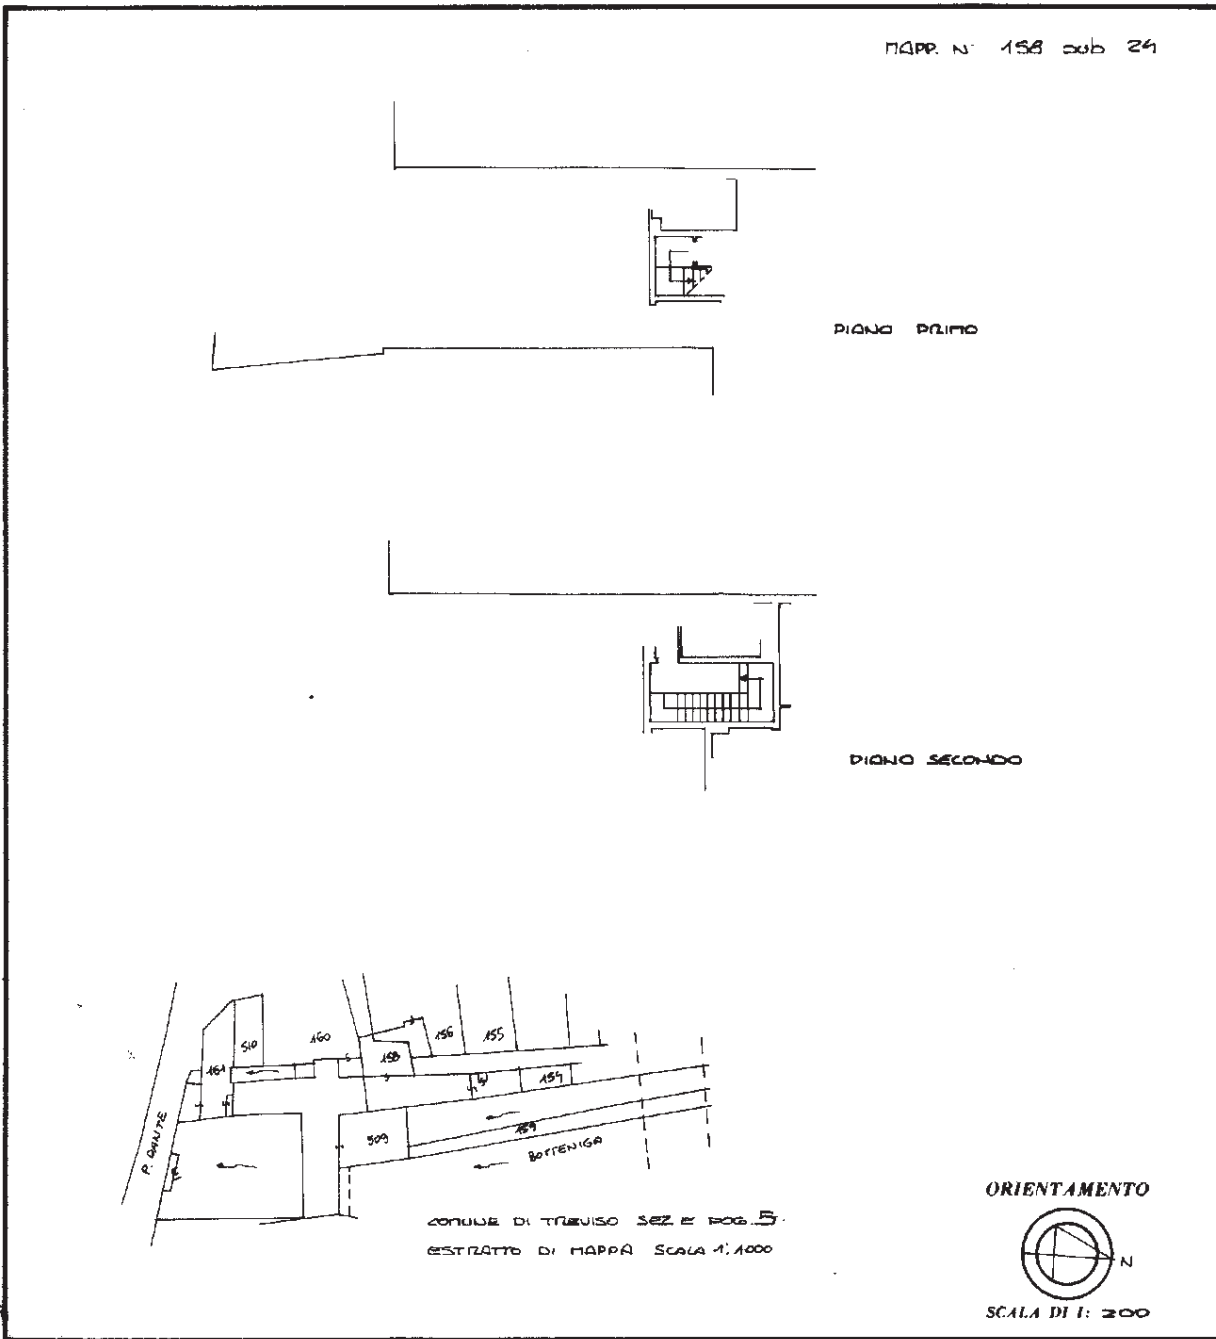 MAPP. N° 158 sub 24
PIANO PRIMO
PIANO SECONDO
510
160
161
158
156
155
154
P. DANTE
509
159
BOTTENIGA
COMUNE DI TREVISO SEZ E FOG. 5.
ESTRATTO DI MAPPA SCALA 1:1000
ORIENTAMENTO
N
SCALA DI 1: 200